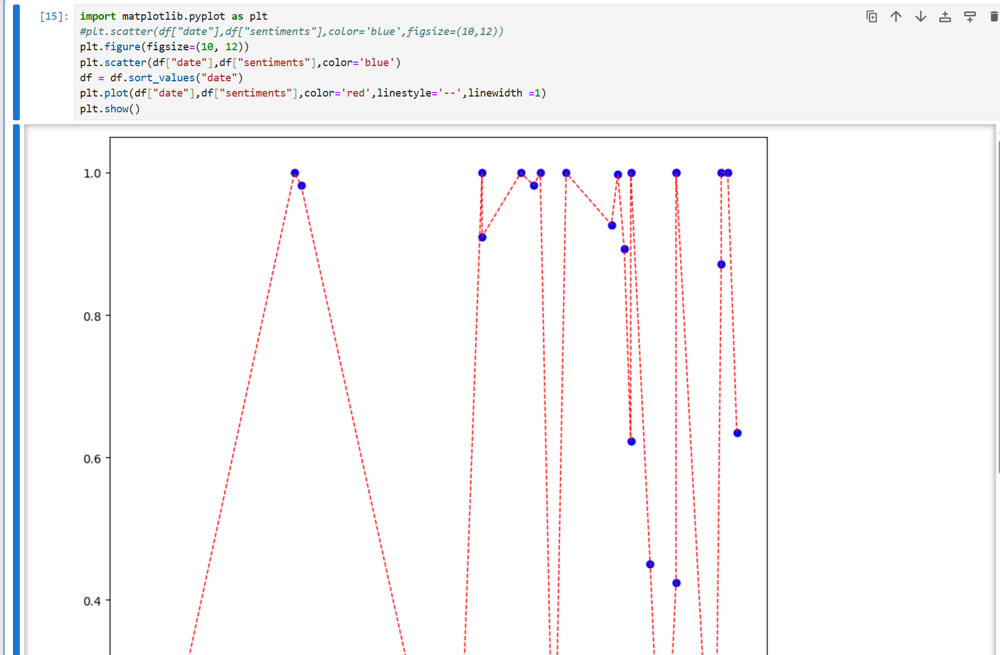 [15]:
import matplotlib.pyplot as plt
#plt.scatter(df["date"],df["sentiments"],color='blue',figsize=(10,12))
plt.figure(figsize=(10, 12))
plt.scatter(df["date"],df["sentiments"],color='blue')
df = df.sort_values("date")
plt.plot(df["date"],df["sentiments"],color='red',linestyle='--',linewidth =1)
plt.show()
1.0
0.8
0.6
0.4